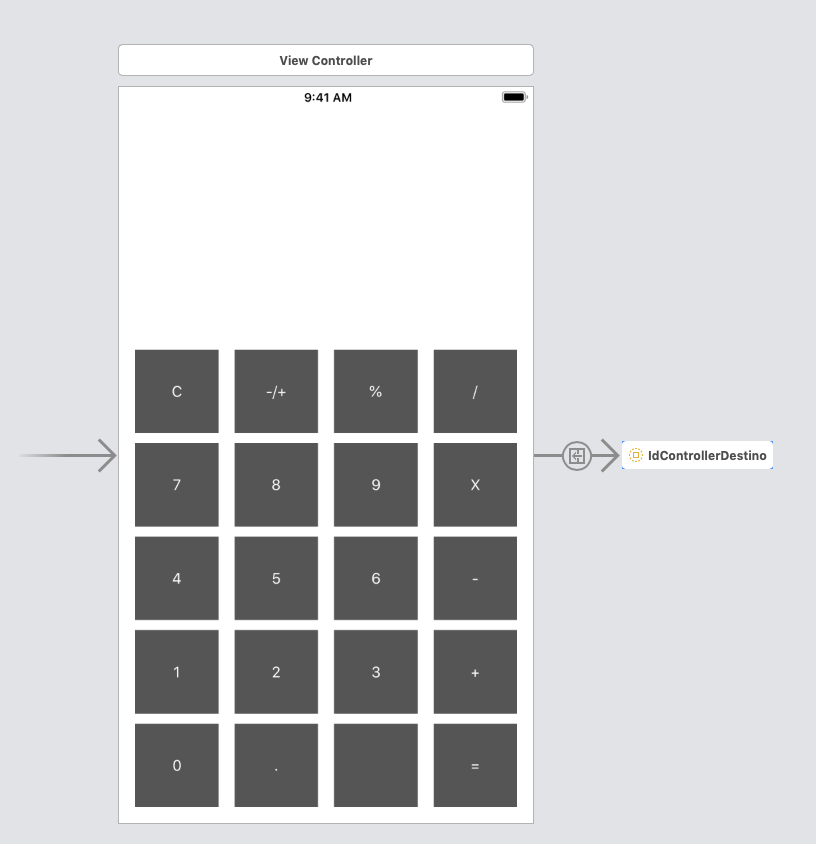 View Controller
9:41 AM
C -/+ % /
7 8 9 X
IdControllerDestino
4 5 6 -
1 2 3 +
0 . =